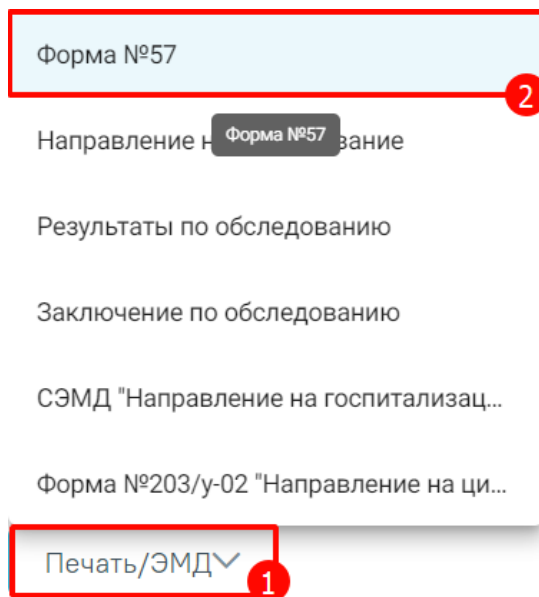 Форма №57
2
Направление н Форма №57 вание
Результаты по обследованию
Заключение по обследованию
СЭМД "Направление на госпитализац...
Форма №203/у-02 "Направление на ци...
Печать/ЭМД
1